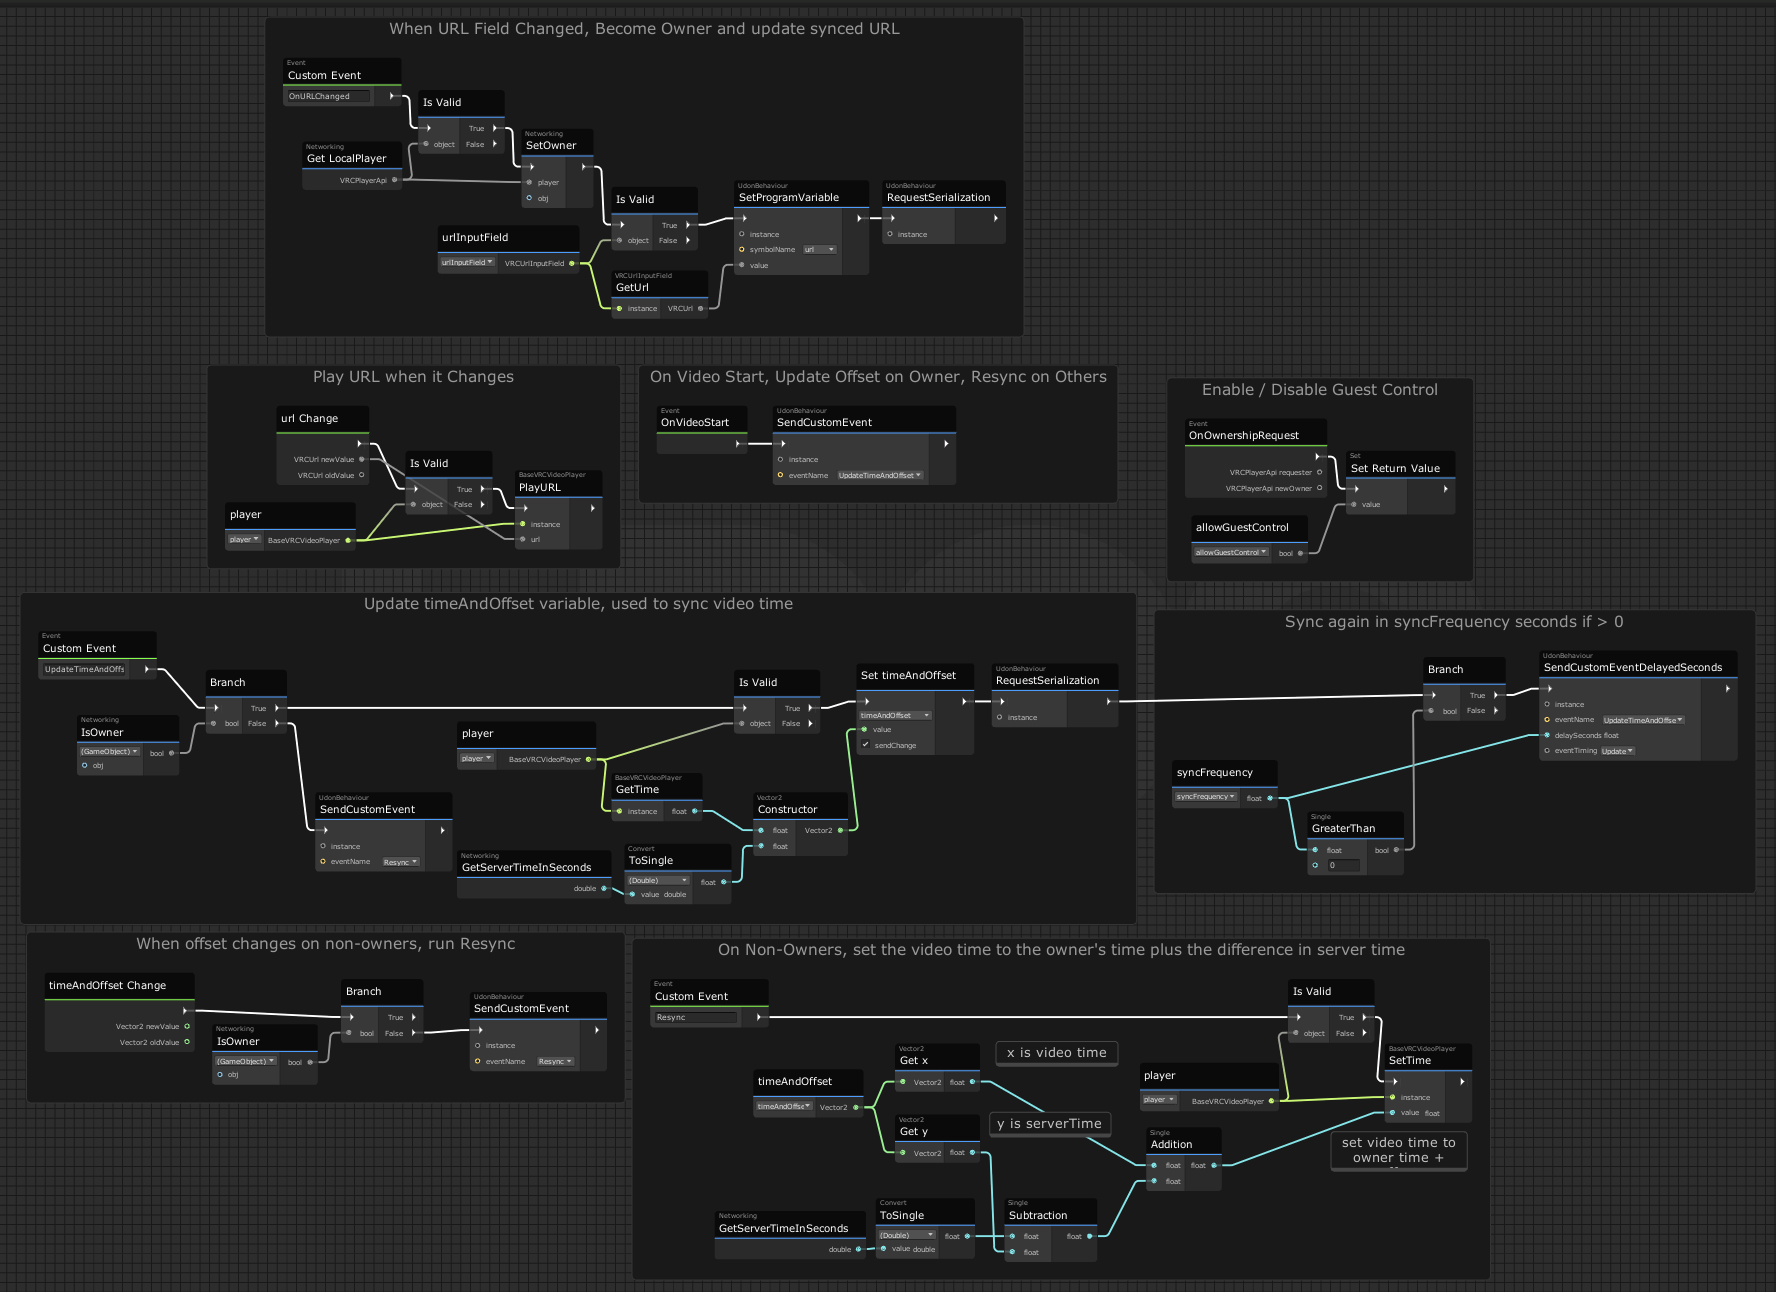 When URL Field Changed, Become Owner and update synced URL
Event
Custom Event
OnURLChanged
Is Valid
True
object False
Networking
Get LocalPlayer
VRCPlayerApi
Networking
SetOwner
player
obj
Is Valid
True
object False
urlInputField
urlInputField VRCUrlInputField
VRCUrlInputField
GetUrl
instance VRCUrl
UdonBehaviour
SetProgramVariable
instance
symbolName url
value
UdonBehaviour
RequestSerialization
instance
Play URL when it Changes
url Change
VRCUrl newValue
VRCUrl oldValue
Is Valid
True
object False
player
player BaseVRCVideoPlayer
BaseVRCVideoPlayer
PlayURL
instance
url
On Video Start, Update Offset on Owner, Resync on Others
Event
OnVideoStart
UdonBehaviour
SendCustomEvent
instance
eventName UpdateTimeAndOffset
Enable / Disable Guest Control
Event
OnOwnershipRequest
VRCPlayerApi requester
VRCPlayerApi newOwner
Set
Set Return Value
value
allowGuestControl
allowGuestControl bool
Update timeAndOffset variable, used to sync video time
Event
Custom Event
UpdateTimeAndOffs
Branch
True
bool False
Networking
IsOwner
(GameObject) bool
obj
UdonBehaviour
SendCustomEvent
instance
eventName Resync
player
player BaseVRCVideoPlayer
BaseVRCVideoPlayer
GetTime
instance float
Networking
GetServerTimeInSeconds
double
Convert
ToSingle
(Double) float
value double
Vector2
Constructor
float Vector2
float
Is Valid
True
object False
Set timeAndOffset
timeAndOffset
value
sendChange
UdonBehaviour
RequestSerialization
instance
Sync again in syncFrequency seconds if > 0
Branch
True
bool False
UdonBehaviour
SendCustomEventDelayedSeconds
instance
eventName UpdateTimeAndOffse
delaySeconds float
eventTiming Update
syncFrequency
syncFrequency float
Single
GreaterThan
float bool
0
When offset changes on non-owners, run Resync
timeAndOffset Change
Vector2 newValue
Vector2 oldValue
Networking
IsOwner
(GameObject) bool
obj
Branch
True
bool False
UdonBehaviour
SendCustomEvent
instance
eventName Resync
On Non-Owners, set the video time to the owner's time plus the difference in server time
Event
Custom Event
Resync
Is Valid
True
object False
timeAndOffset
timeAndOffse Vector2
Vector2
Get x
Vector2 float
x is video time
Vector2
Get y
Vector2 float
y is serverTime
player
player BaseVRCVideoPlayer
BaseVRCVideoPlayer
SetTime
instance
value float
Single
Addition
float float
float
set video time to
owner time +
Networking
GetServerTimeInSeconds
double
Convert
ToSingle
(Double) float
value double
Single
Subtraction
float float
float